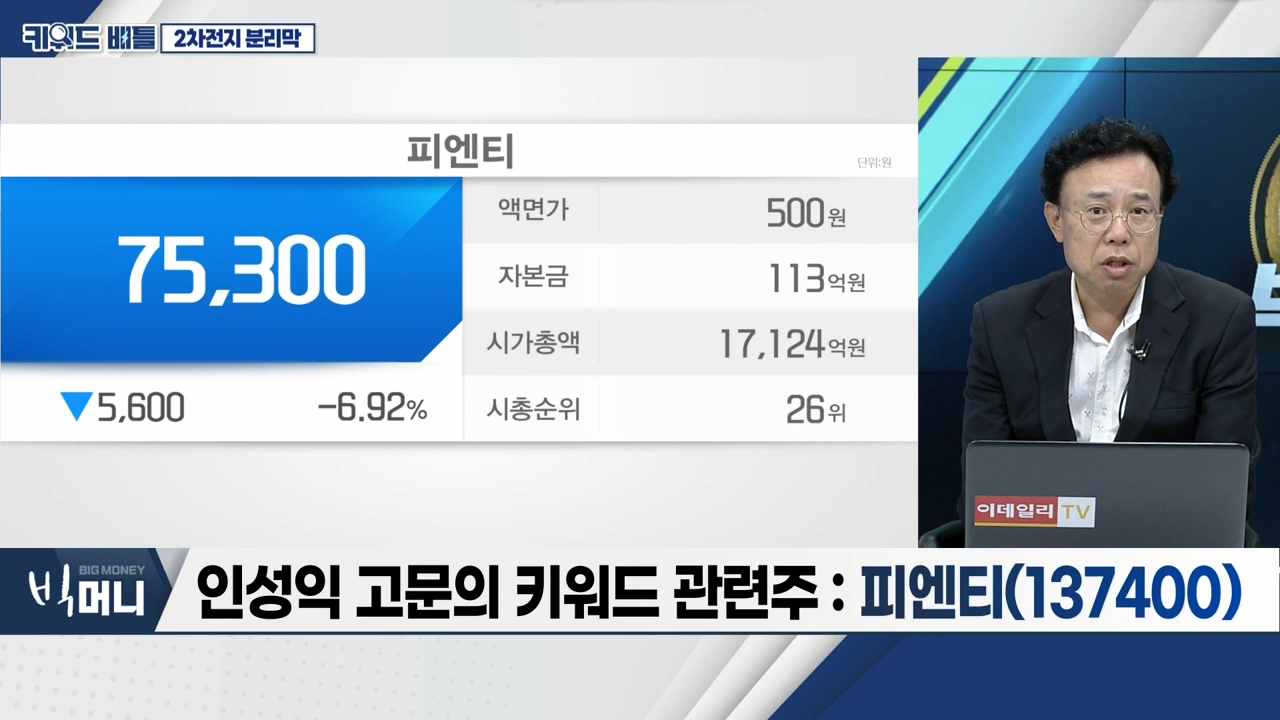 키워드 배틀 2차전지 분리막
피엔티
단위:원
75,300
▼5,600 -6.92%
액면가 500원
자본금 113억원
시가총액 17,124억원
시총순위 26위
이데일리 TV
BIG MONEY
빅머니
인성익 고문의 키워드 관련주 : 피엔티(137400)